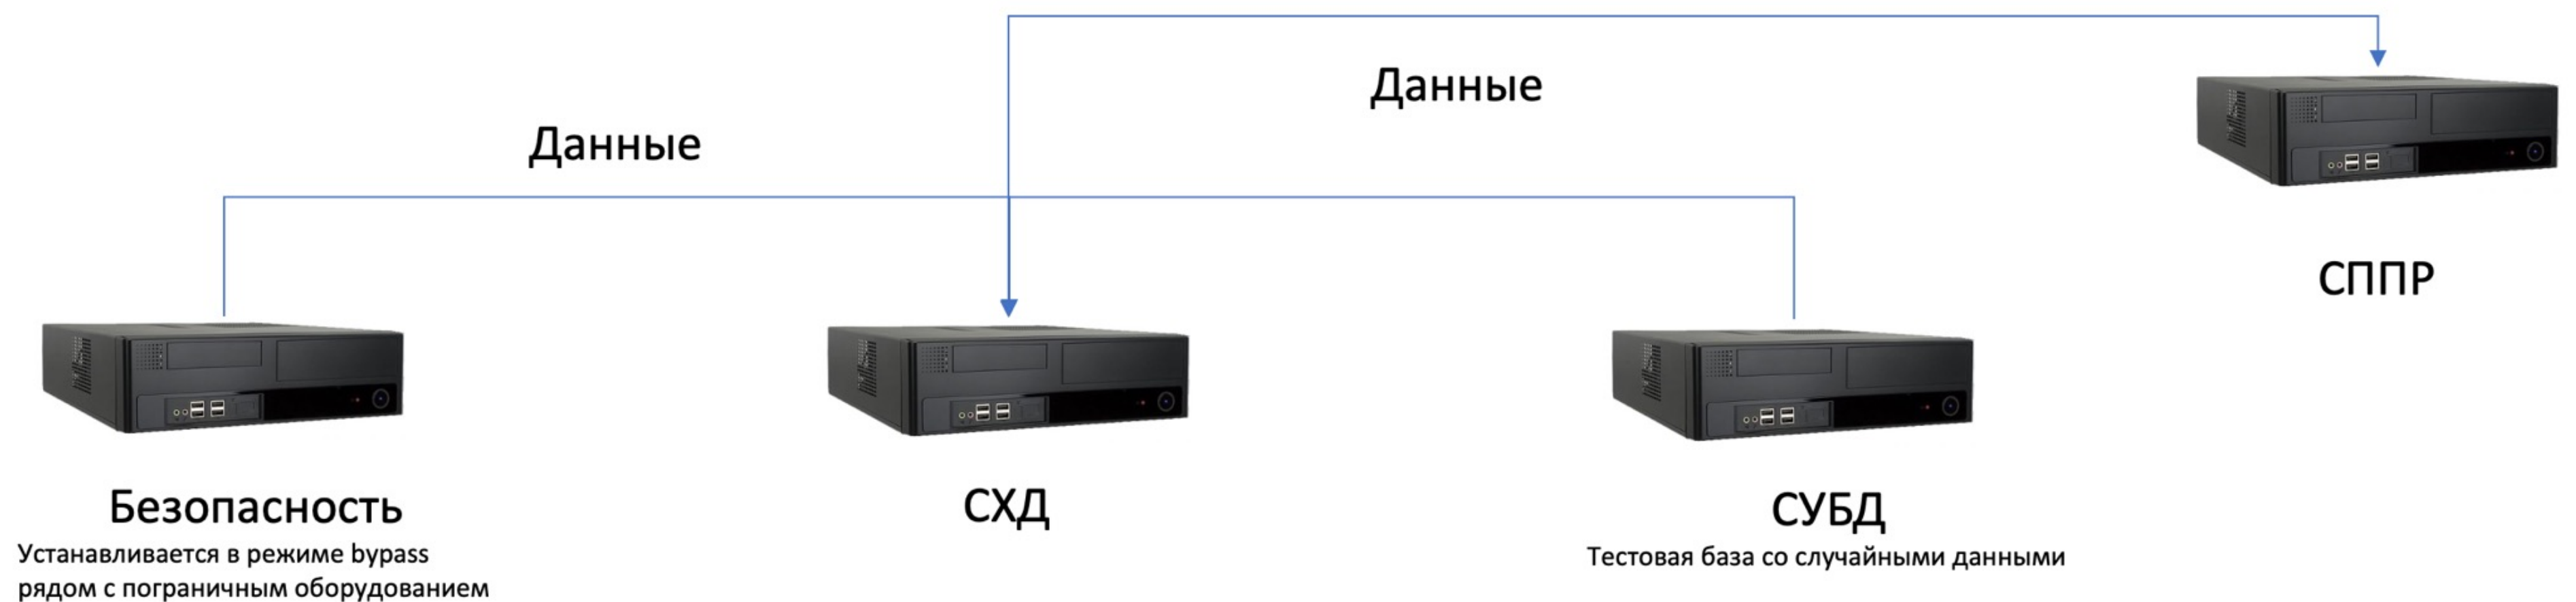 Данные
Данные
СППР
Безопасность
Устанавливается в режиме bypass
рядом с пограничным оборудованием
СХД
СУБД
Тестовая база со случайными данными